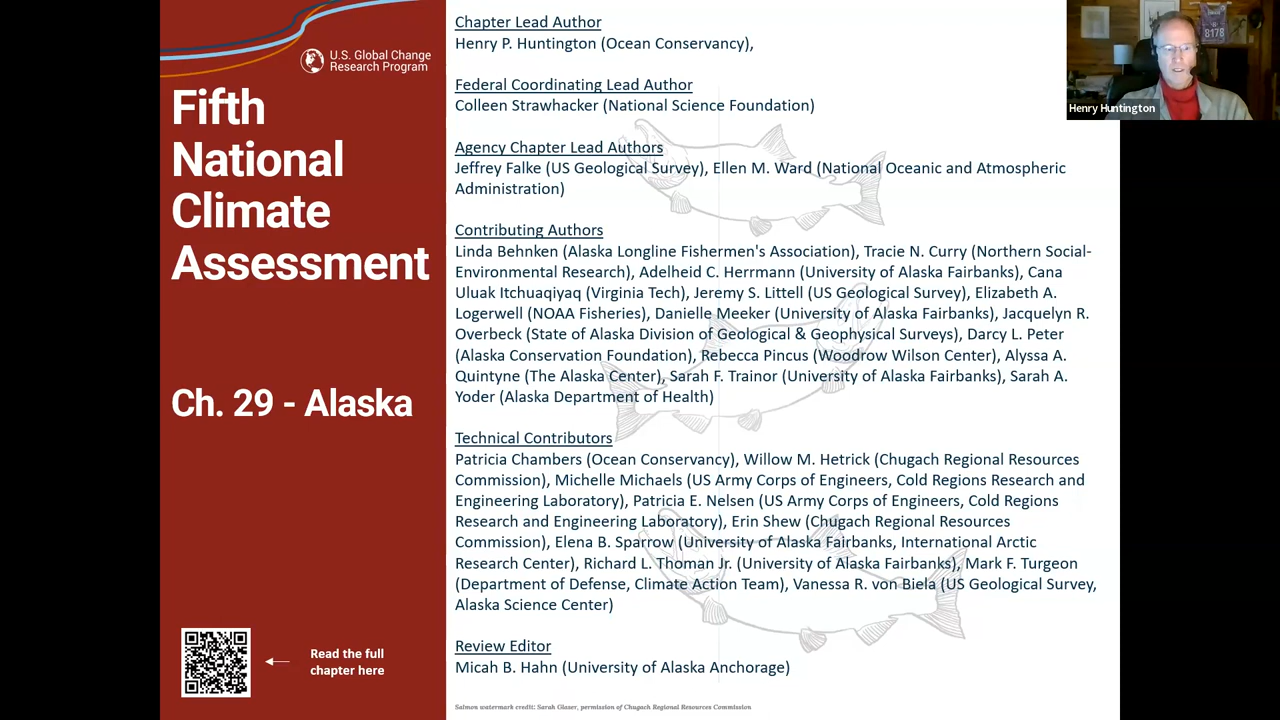 U.S. Global Change
Research Program
Fifth
National
Climate
Assessment
Ch. 29 - Alaska
Read the full
chapter here
Chapter Lead Author
Henry P. Huntington (Ocean Conservancy),
Federal Coordinating Lead Author
Colleen Strawhacker (National Science Foundation)
Agency Chapter Lead Authors
Jeffrey Falke (US Geological Survey), Ellen M. Ward (National Oceanic and Atmospheric
Administration)
Contributing Authors
Linda Behnken (Alaska Longline Fishermen's Association), Tracie N. Curry (Northern Social-
Environmental Research), Adelheid C. Herrmann (University of Alaska Fairbanks), Cana
Uluak Itchuaqiyaq (Virginia Tech), Jeremy S. Littell (US Geological Survey), Elizabeth A.
Logerwell (NOAA Fisheries), Danielle Meeker (University of Alaska Fairbanks), Jacquelyn R.
Overbeck (State of Alaska Division of Geological & Geophysical Surveys), Darcy L. Peter
(Alaska Conservation Foundation), Rebecca Pincus (Woodrow Wilson Center), Alyssa A.
Quintyne (The Alaska Center), Sarah F. Trainor (University of Alaska Fairbanks), Sarah A.
Yoder (Alaska Department of Health)
Technical Contributors
Patricia Chambers (Ocean Conservancy), Willow M. Hetrick (Chugach Regional Resources
Commission), Michelle Michaels (US Army Corps of Engineers, Cold Regions Research and
Engineering Laboratory), Patricia E. Nelsen (US Army Corps of Engineers, Cold Regions
Research and Engineering Laboratory), Erin Shew (Chugach Regional Resources
Commission), Elena B. Sparrow (University of Alaska Fairbanks, International Arctic
Research Center), Richard L. Thoman Jr. (University of Alaska Fairbanks), Mark F. Turgeon
(Department of Defense, Climate Action Team), Vanessa R. von Biela (US Geological Survey,
Alaska Science Center)
Review Editor
Micah B. Hahn (University of Alaska Anchorage)
Salmon watermark credit: Sarah Glaser, permission of Chugach Regional Resources Commission
8178
Henry Huntington